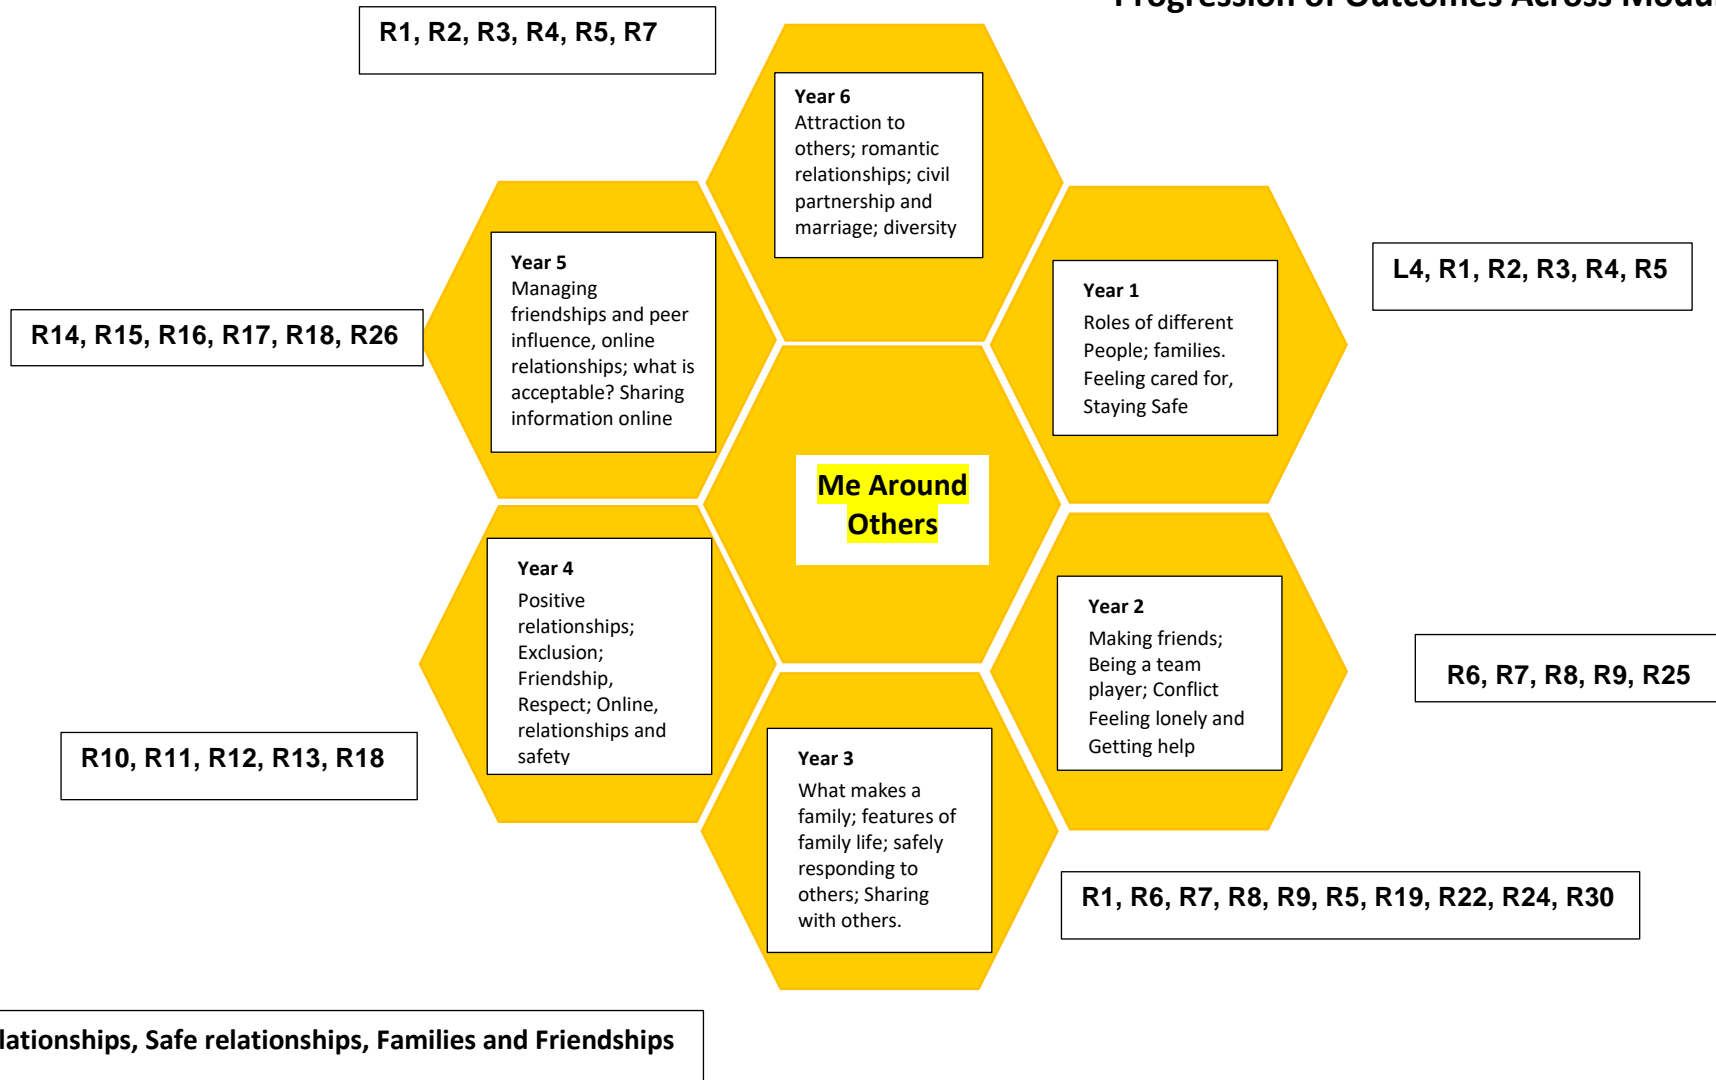 Progression of Outcomes Across
R1, R2, R3, R4, R5, R7
Year 6
Attraction to
others; romantic
relationships; civil
partnership and
marriage; diversity
Year 5
Managing
friendships and peer
influence, online
relationships; what is
acceptable? Sharing
information online
R14, R15, R16, R17, R18, R26
Year 1
Roles of different
People; families.
Feeling cared for,
Staying Safe
L4, R1, R2, R3, R4, R5
Me Around
Others
Year 4
Positive
relationships;
Exclusion;
Friendship,
Respect; Online,
relationships and
safety
R10, R11, R12, R13, R18
Year 2
Making friends;
Being a team
player; Conflict
Feeling lonely and
Getting help
R6, R7, R8, R9, R25
Year 3
What makes a
family; features of
family life; safely
responding to
others; Sharing
with others.
R1, R6, R7, R8, R9, R5, R19, R22, R24, R30
lationships, Safe relationships, Families and Friendships